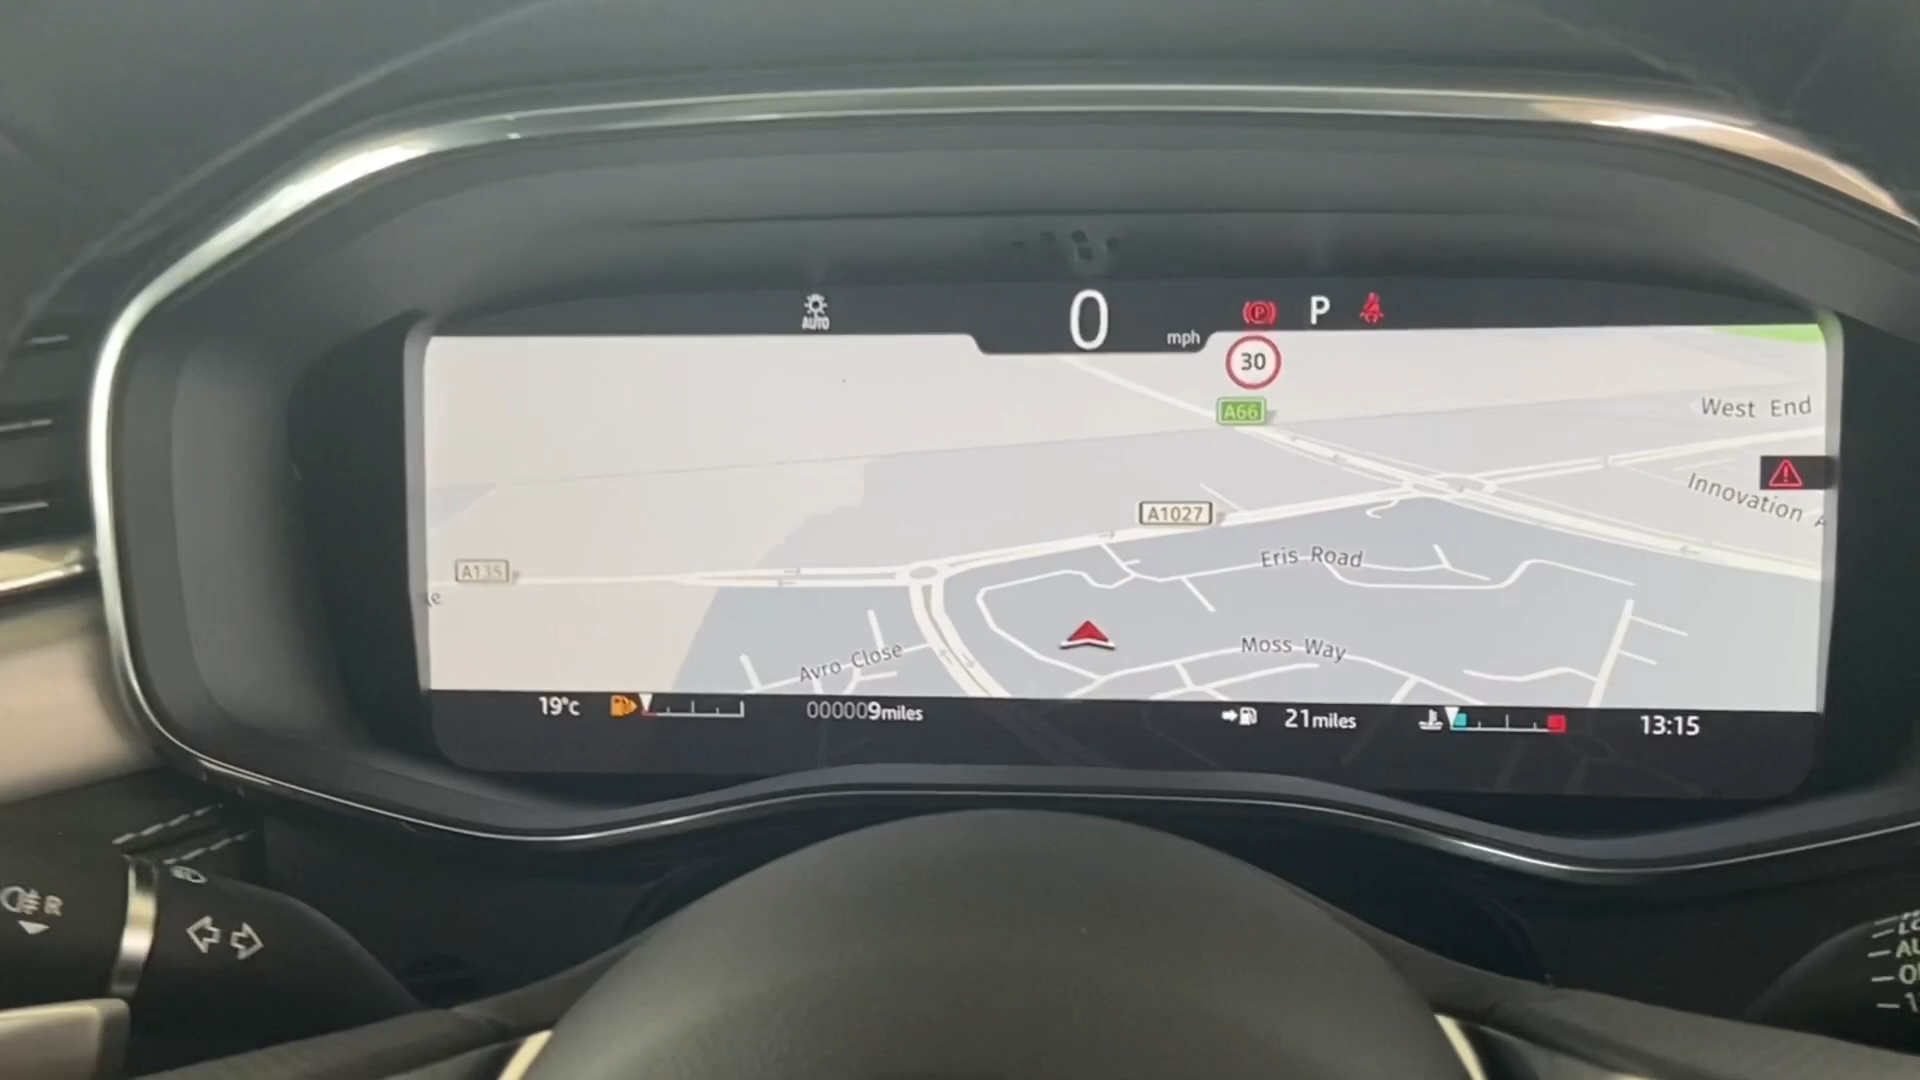 AUTO
0 mph
P
P
30
A66
West End
Innovation
A1027
A135
Eris Road
Moss Way
Avro Close
19°c
000009miles
21miles
13:15
R